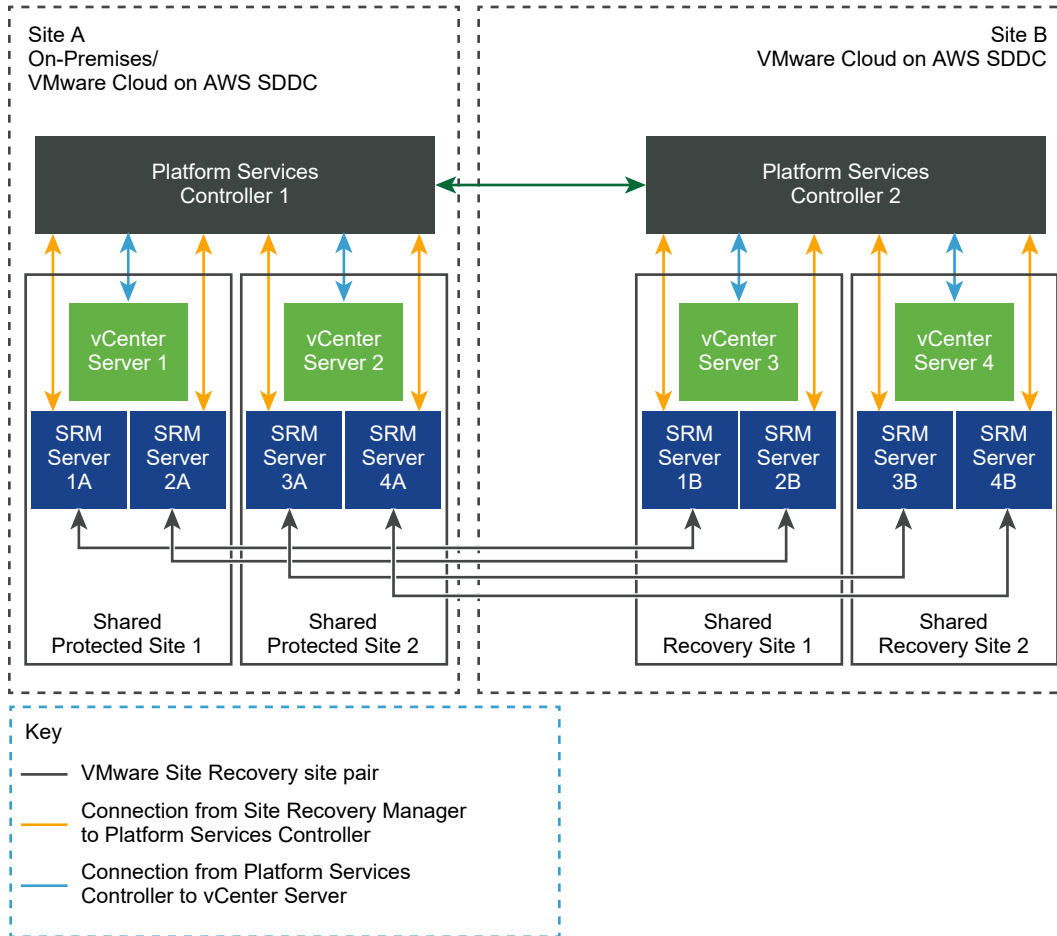 Site A
On-Premises/
VMware Cloud on AWS SDDC
Site B
VMware Cloud on AWS SDDC
Platform Services
Controller 1
Platform Services
Controller 2
vCenter
Server 1
vCenter
Server 2
vCenter
Server 3
vCenter
Server 4
SRM
Server
1A
SRM
Server
2A
SRM
Server
3A
SRM
Server
4A
SRM
Server
1B
SRM
Server
2B
SRM
Server
3B
SRM
Server
4B
Shared
Protected Site 1
Shared
Protected Site 2
Shared
Recovery Site 1
Shared
Recovery Site 2
Key
VMware Site Recovery site pair
Connection from Site Recovery Manager
to Platform Services Controller
Connection from Platform Services
Controller to vCenter Server